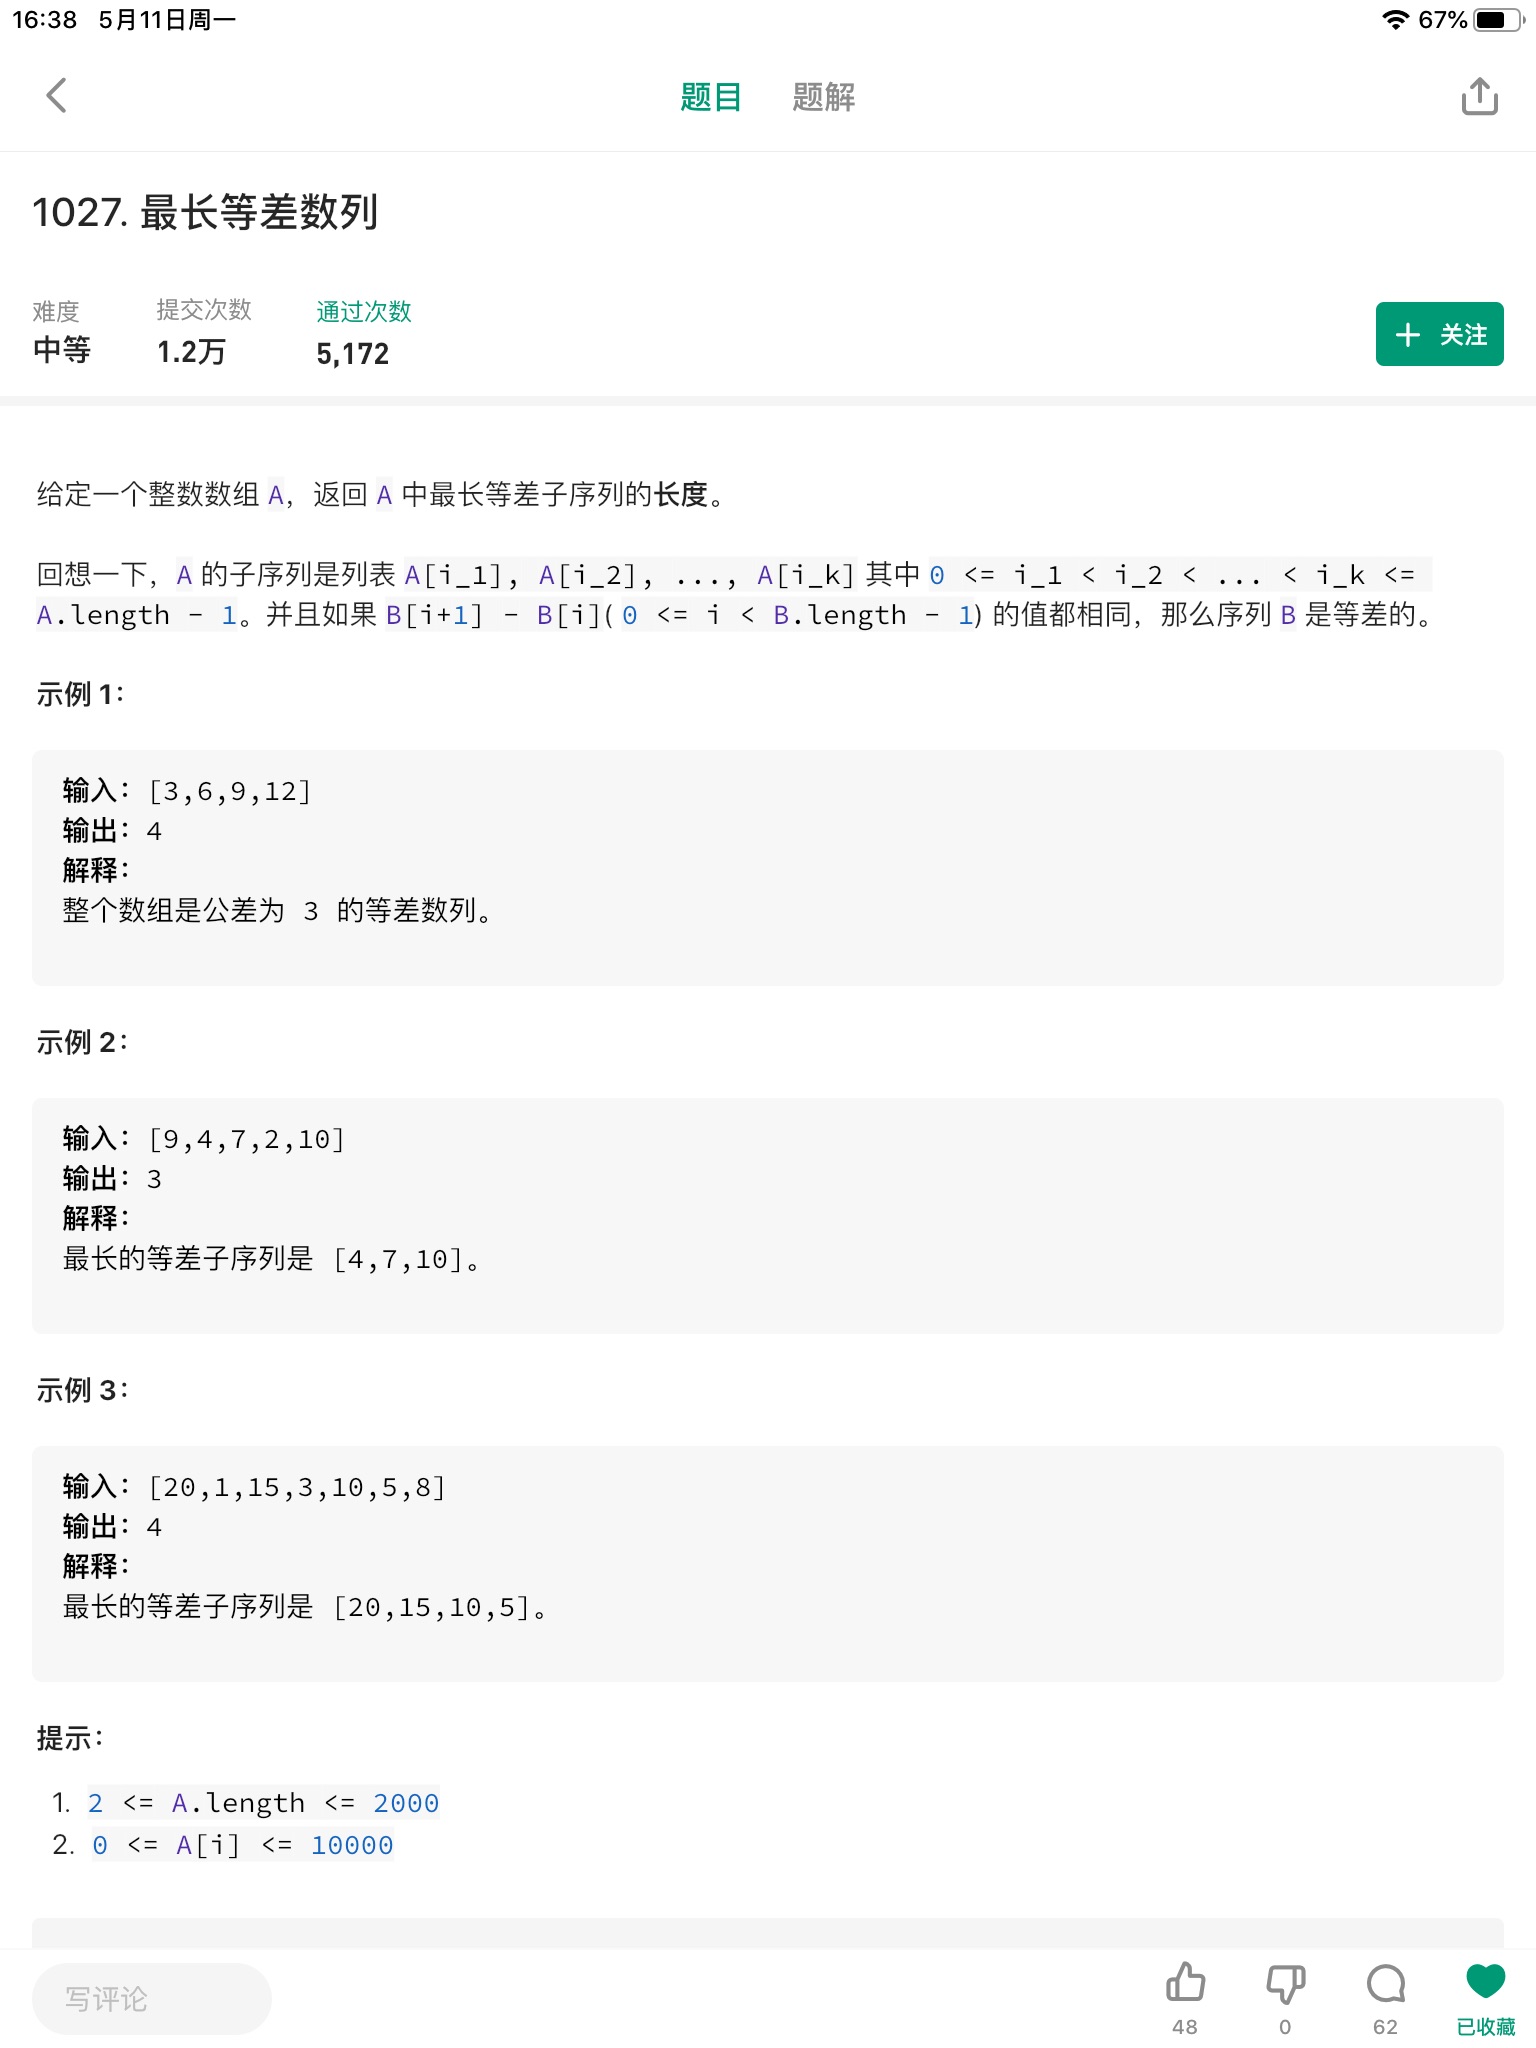 16:38 5月11日周一 67%
题目 题解
1027. 最长等差数列
难度 提交次数 通过次数
中等 1.2万 5,172
+ 关注
给定一个整数数组 A，返回 A 中最长等差子序列的长度。
回想一下，A 的子序列是列表 A[i_1], A[i_2], ..., A[i_k] 其中 0 <= i_1 < i_2 < ... < i_k <=
A.length - 1。并且如果 B[i+1] - B[i](0 <= i < B.length - 1) 的值都相同，那么序列 B 是等差的。
示例 1：
输入：[3,6,9,12]
输出：4
解释：
整个数组是公差为 3 的等差数列。
示例 2：
输入：[9,4,7,2,10]
输出：3
解释：
最长的等差子序列是 [4,7,10]。
示例 3：
输入：[20,1,15,3,10,5,8]
输出：4
解释：
最长的等差子序列是 [20,15,10,5]。
提示：
1. 2 <= A.length <= 2000
2. 0 <= A[i] <= 10000
写评论
48 0 62 已收藏